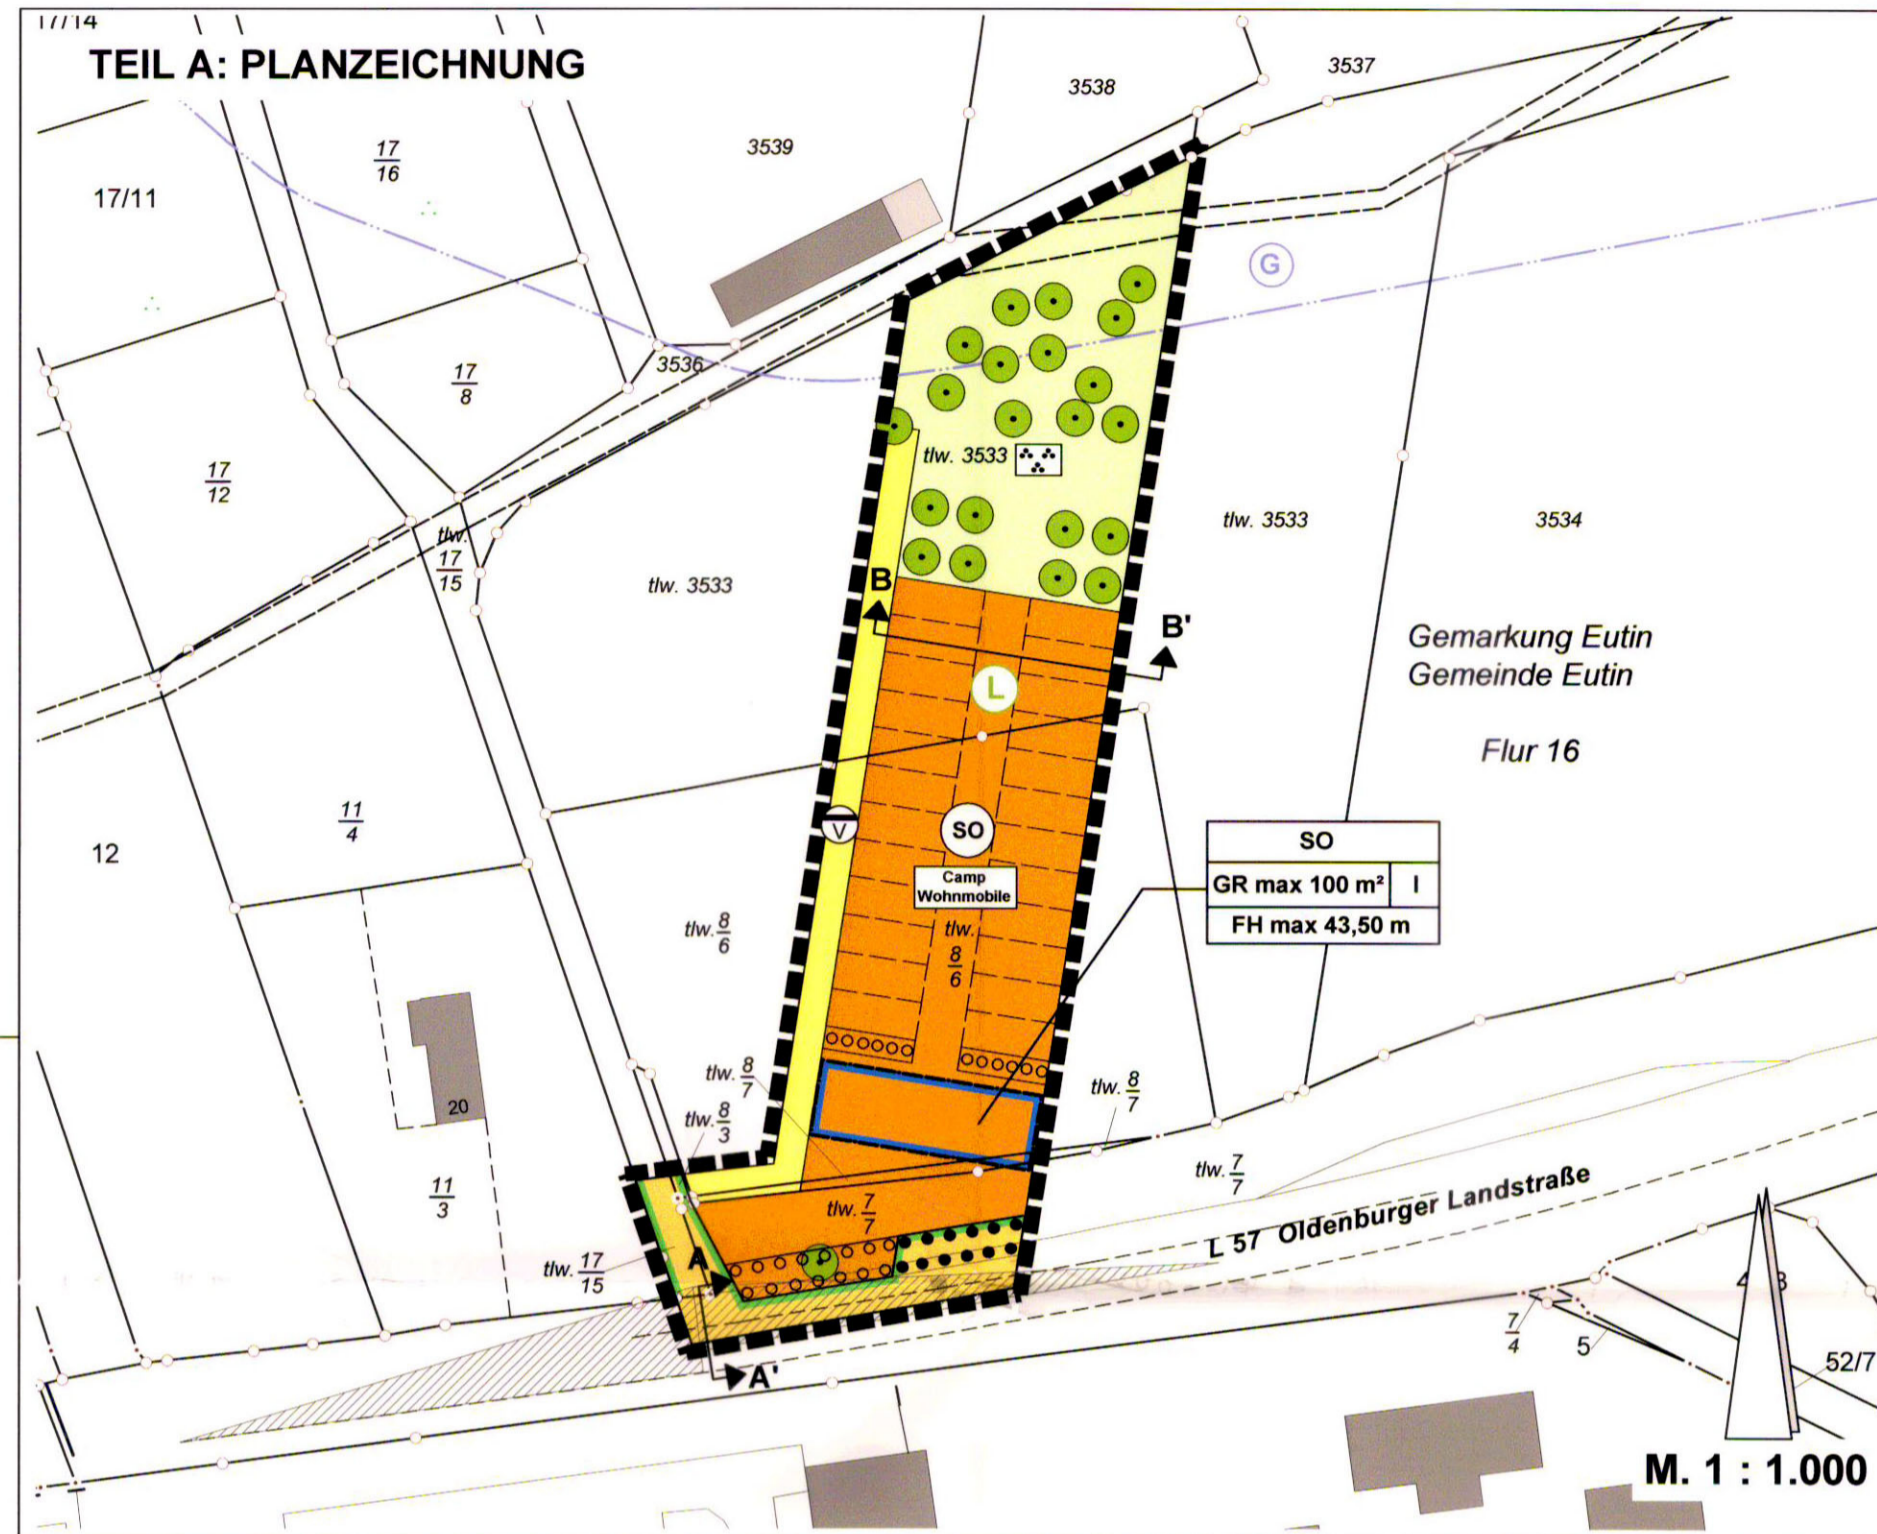 17/14
TEIL A: PLANZEICHNUNG
3537
3538
3539
17
16
17/11
G
3536
17
8
tlw. 3533
17
12
tlw. 3533
3534
tlw.
17
15
tlw. 3533
B
B'
Gemarkung Eutin
Gemeinde Eutin
L
Flur 16
11
4
12
V
SO
SO
Camp
Wohnmobile
GR max 100 m² I
FH max 43,50 m
tlw. 8
6
tlw.
8
6
20
tlw. 8
7
tlw. 8
7
tlw. 8
3
11
3
tlw. 7
7
tlw. 7
7
L 57 Oldenburger Landstraße
tlw. 17
15
A
A'
7
4
5
52/7
M. 1 : 1.000